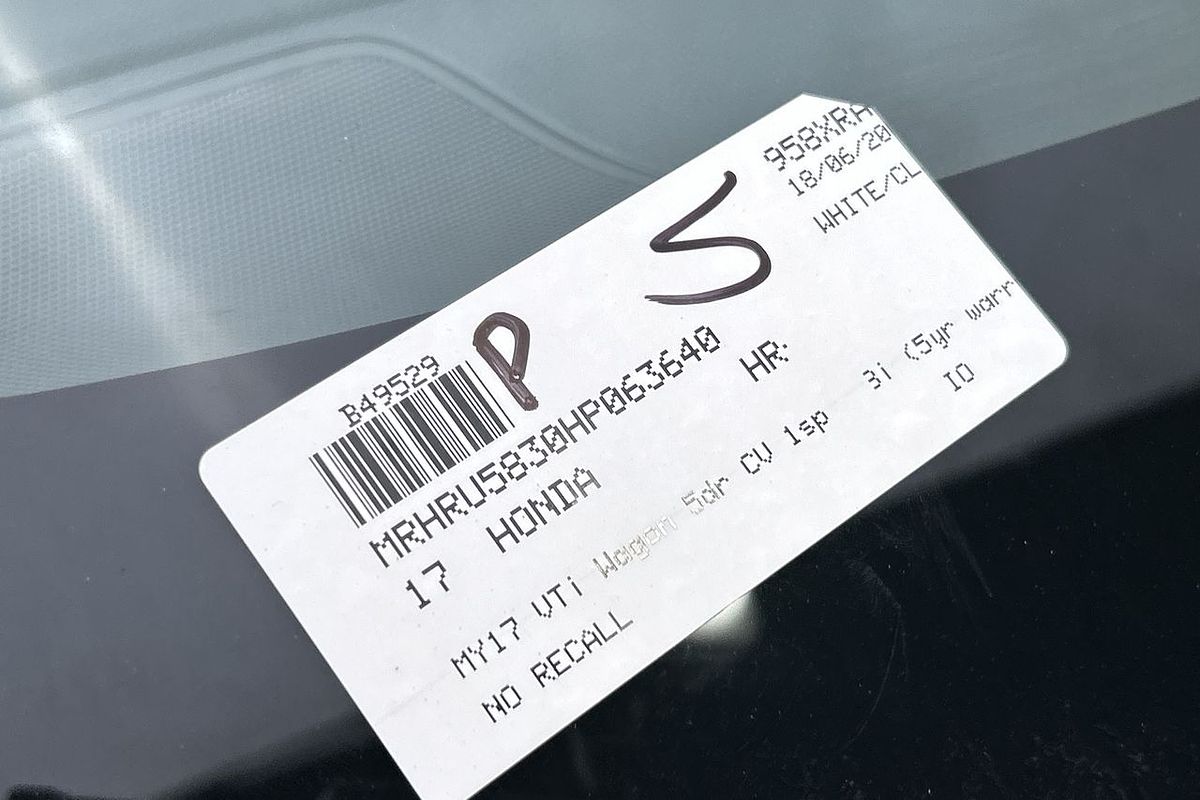 958XRA
18/06/20
WHITE/CL
P S
B49529
MRHRU5830HP063640
17 HONDA HR-
MY17 VTi Wagon 5dr CV 1sp 3i (5yr warr
NO RECALL IO